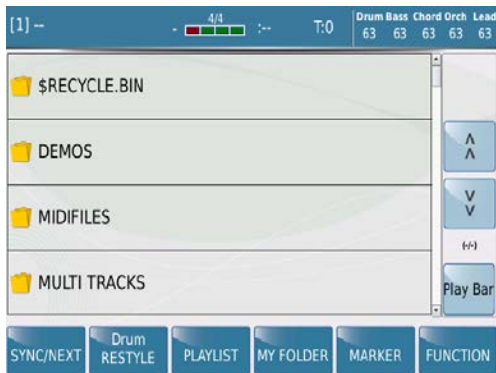 [1] --
- 4/4 :-- T:0
Drum Bass Chord Orch Lead
63 63 63 63 63
$RECYCLE.BIN
DEMOS
MIDIFILES
MULTI TRACKS
(-/-)
Play Bar
SYNC/NEXT
Drum
RESTYLE
PLAYLIST
MY FOLDER
MARKER
FUNCTION